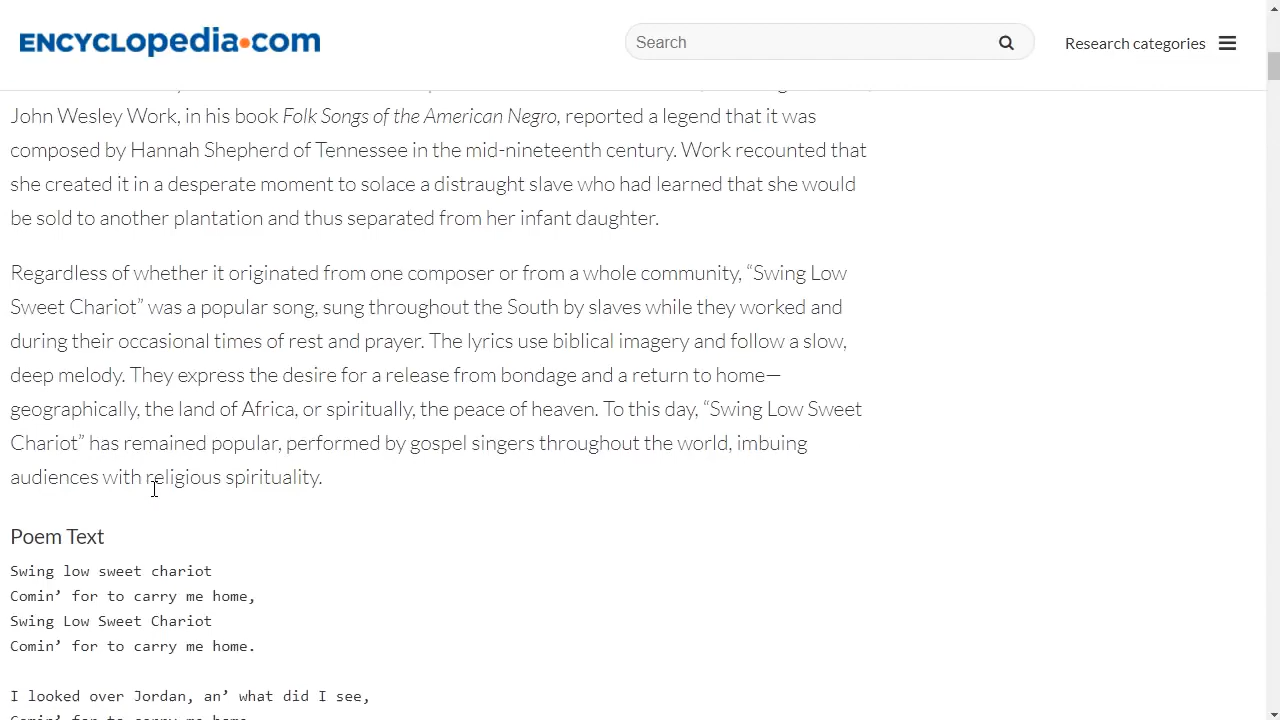 ENCYCLOpedia.com
Search
Research categories
John Wesley Work, in his book Folk Songs of the American Negro, reported a legend that it was
composed by Hannah Shepherd of Tennessee in the mid-nineteenth century. Work recounted that
she created it in a desperate moment to solace a distraught slave who had learned that she would
be sold to another plantation and thus separated from her infant daughter.
Regardless of whether it originated from one composer or from a whole community, “Swing Low
Sweet Chariot” was a popular song, sung throughout the South by slaves while they worked and
during their occasional times of rest and prayer. The lyrics use biblical imagery and follow a slow,
deep melody. They express the desire for a release from bondage and a return to home—
geographically, the land of Africa, or spiritually, the peace of heaven. To this day, “Swing Low Sweet
Chariot” has remained popular, performed by gospel singers throughout the world, imbuing
audiences with religious spirituality.
Poem Text
Swing low sweet chariot
Comin’ for to carry me home,
Swing Low Sweet Chariot
Comin’ for to carry me home.
I looked over Jordan, an’ what did I see,
Comin’ for to carry me home